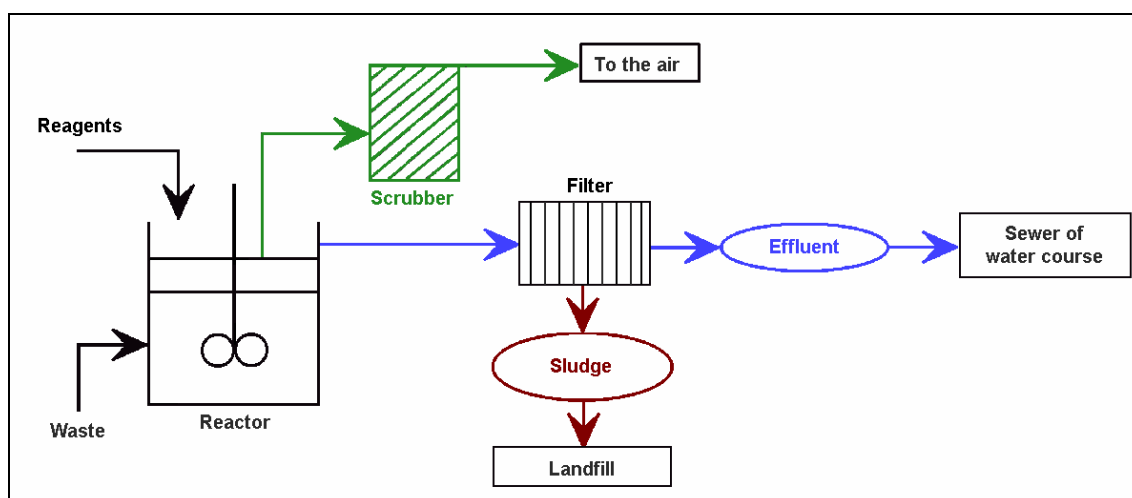 To the air
Reagents
Scrubber
Filter
Effluent
Sewer of
water course
Sludge
Reactor
Waste
Landfill